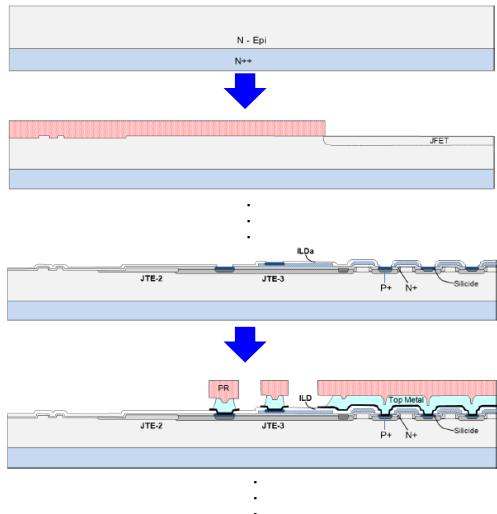 N - Epi
N++
JFET
ILDa
JTE-2
JTE-3
P+
N+
Silicide
PR
ILD
Top Metal
JTE-2
JTE-3
P+
N+
Silicide